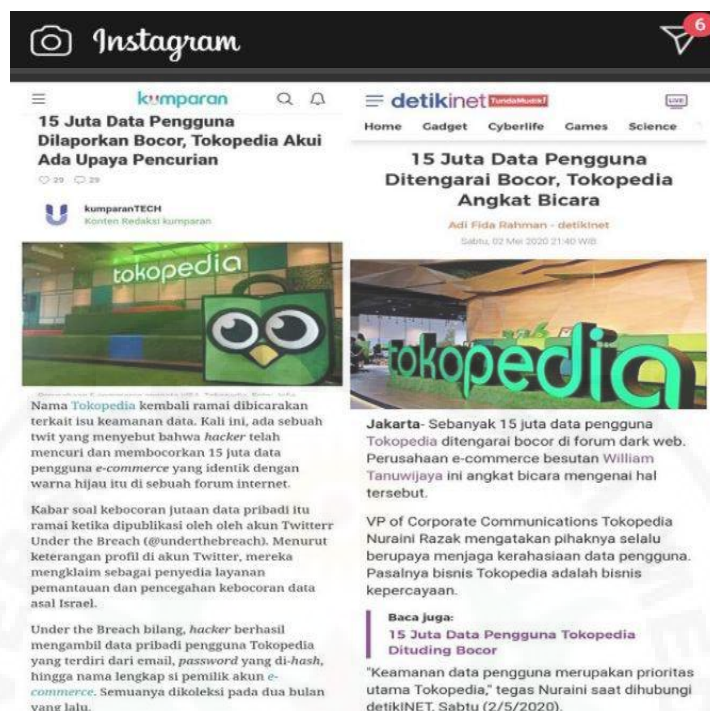 Instagram
6
kumparan
15 Juta Data Pengguna
Dilaporkan Bocor, Tokopedia Akui
Ada Upaya Pencurian
29 29
kumparanTECH
Konten Redaksi kumparan
tokopedia
Nama Tokopedia kembali ramai dibicarakan
terkait isu keamanan data. Kali ini, ada sebuah
twit yang menyebut bahwa hacker telah
mencuri dan membocorkan 15 juta data
pengguna e-commerce yang identik dengan
warna hijau itu di sebuah forum internet.
Kabar soal kebocoran jutaan data pribadi itu
ramai ketika dipublikasi oleh oleh akun Twitterr
Under the Breach (@underthebreach). Menurut
keterangan profil di akun Twitter, mereka
mengklaim sebagai penyedia layanan
pemantauan dan pencegahan kebocoran data
asal Israel.
Under the Breach bilang, hacker berhasil
mengambil data pribadi pengguna Tokopedia
yang terdiri dari email, password yang di-hash,
hingga nama lengkap si pemilik akun e-
commerce. Semuanya dikoleksi pada dua bulan
yang lalu.
detikinet TundaMudik!
LIVE
Home Gadget Cyberlife Games Science
15 Juta Data Pengguna
Ditengarai Bocor, Tokopedia
Angkat Bicara
Adi Fida Rahman - detikInet
Sabtu, 02 Mei 2020 21:40 WIB
tokopedia
Jakarta- Sebanyak 15 juta data pengguna
Tokopedia ditengarai bocor di forum dark web.
Perusahaan e-commerce besutan William
Tanuwijaya ini angkat bicara mengenai hal
tersebut.
VP of Corporate Communications Tokopedia
Nuraini Razak mengatakan pihaknya selalu
berupaya menjaga kerahasiaan data pengguna.
Pasalnya bisnis Tokopedia adalah bisnis
kepercayaan.
Baca juga:
15 Juta Data Pengguna Tokopedia
Dituding Bocor
"Keamanan data pengguna merupakan prioritas
utama Tokopedia," tegas Nuraini saat dihubungi
detikINET, Sabtu (2/5/2020).